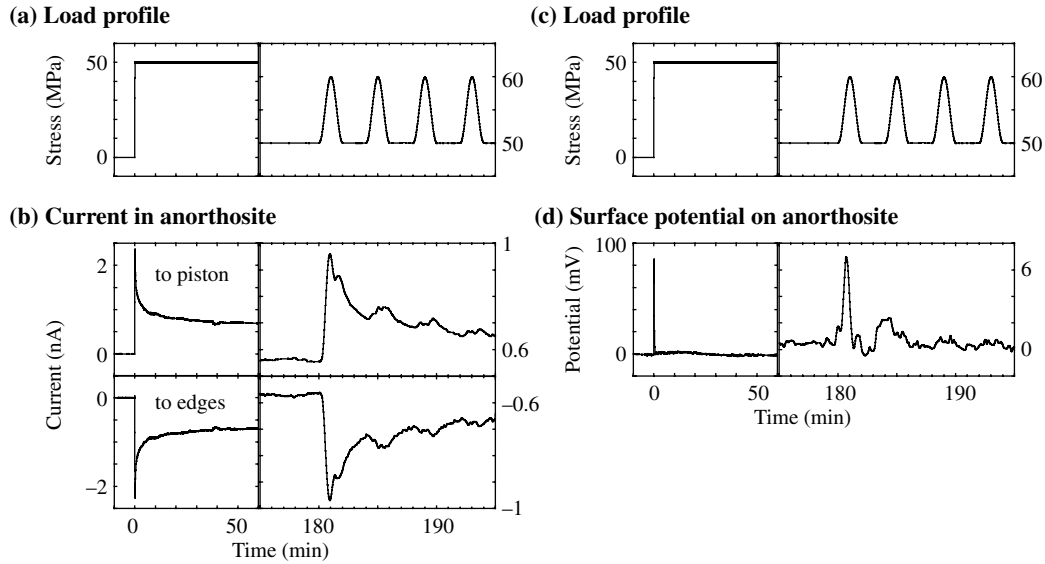 (a) Load profile
Stress (MPa)
50
0
60
50
(b) Current in anorthosite
Current (nA)
2
0
to piston
1
0.6
0
–2
to edges
–0.6
–1
0
50
180
190
Time (min)
(c) Load profile
Stress (MPa)
50
0
60
50
(d) Surface potential on anorthosite
Potential (mV)
100
0
6
0
0
50
180
190
Time (min)